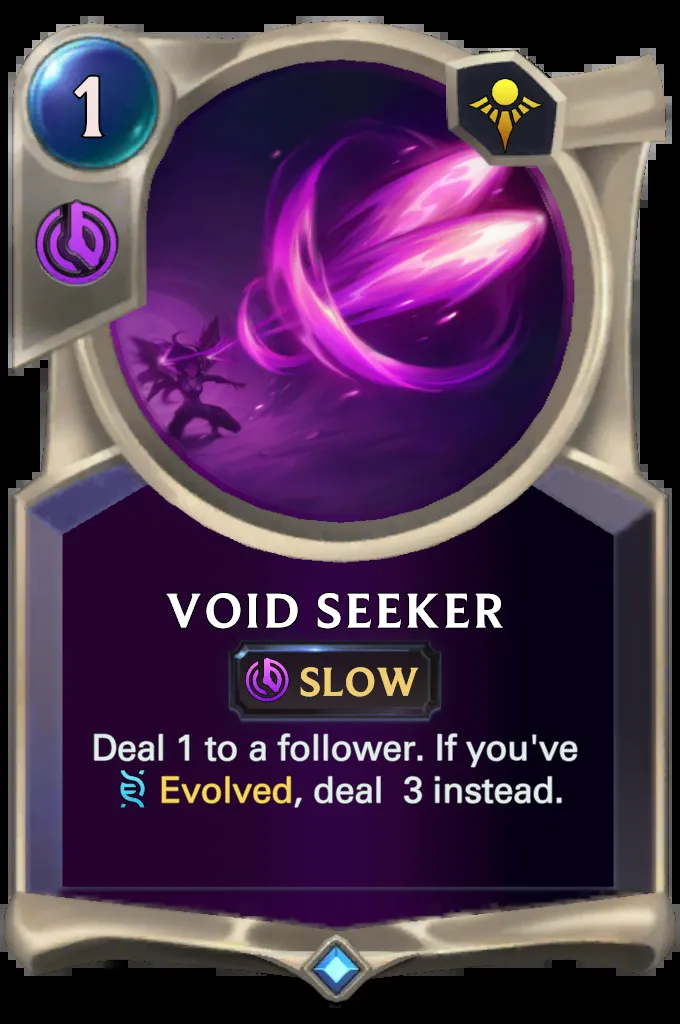 1
VOID SEEKER
SLOW
Deal 1 to a follower. If you've
Evolved, deal  3 instead.